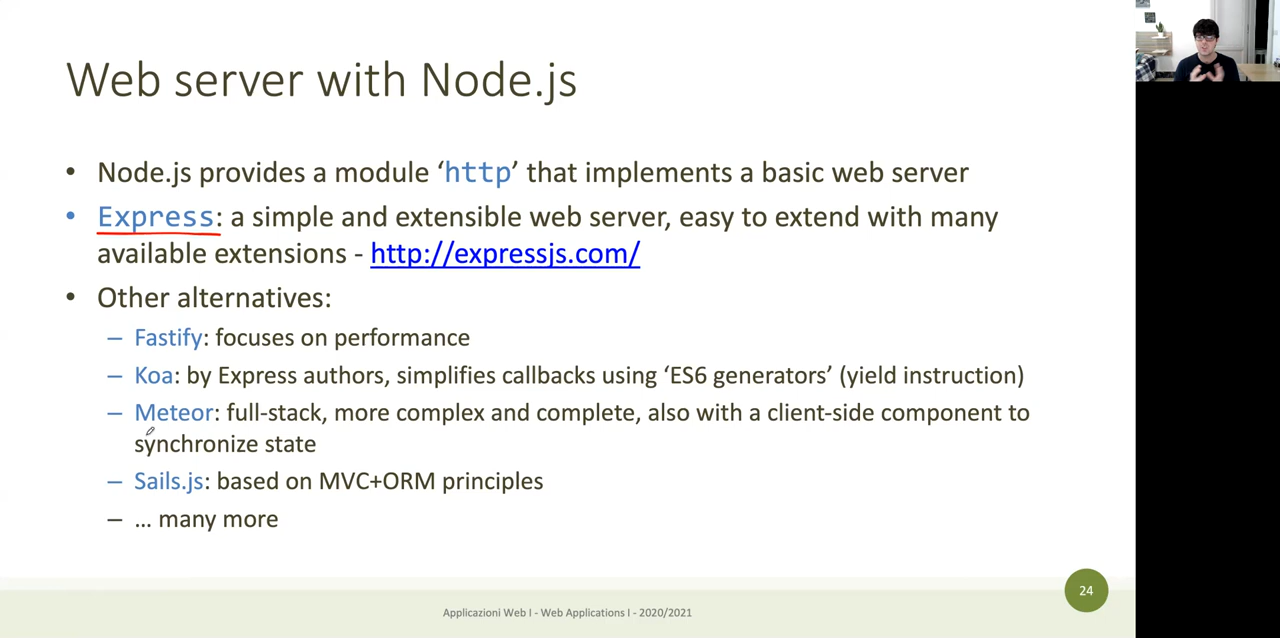 Web server with Node.js
• Node.js provides a module ‘http’ that implements a basic web server
• Express: a simple and extensible web server, easy to extend with many
available extensions - http://expressjs.com/
• Other alternatives:
– Fastify: focuses on performance
– Koa: by Express authors, simplifies callbacks using ‘ES6 generators’ (yield instruction)
– Meteor: full-stack, more complex and complete, also with a client-side component to
synchronize state
– Sails.js: based on MVC+ORM principles
– … many more
24
Applicazioni Web I - Web Applications I - 2020/2021